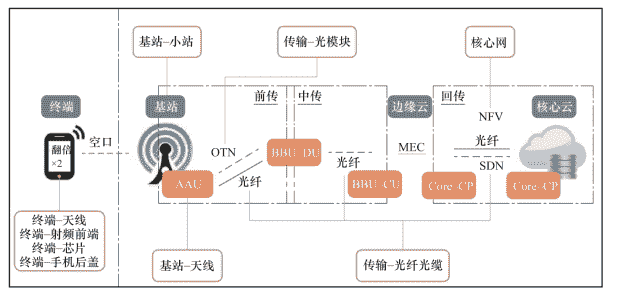 基站–小站
传输–光模块
核心网
终端
基站
前传
中传
边缘云
回传
核心云
翻倍
×2
空口
OTN
BBU–DU
光纤
MEC
NFV
光纤
SDN
AAU
光纤
BBU–CU
Core–CP
Core–CP
终端–天线
终端–射频前端
终端–芯片
终端–手机后盖
基站–天线
传输–光纤光缆